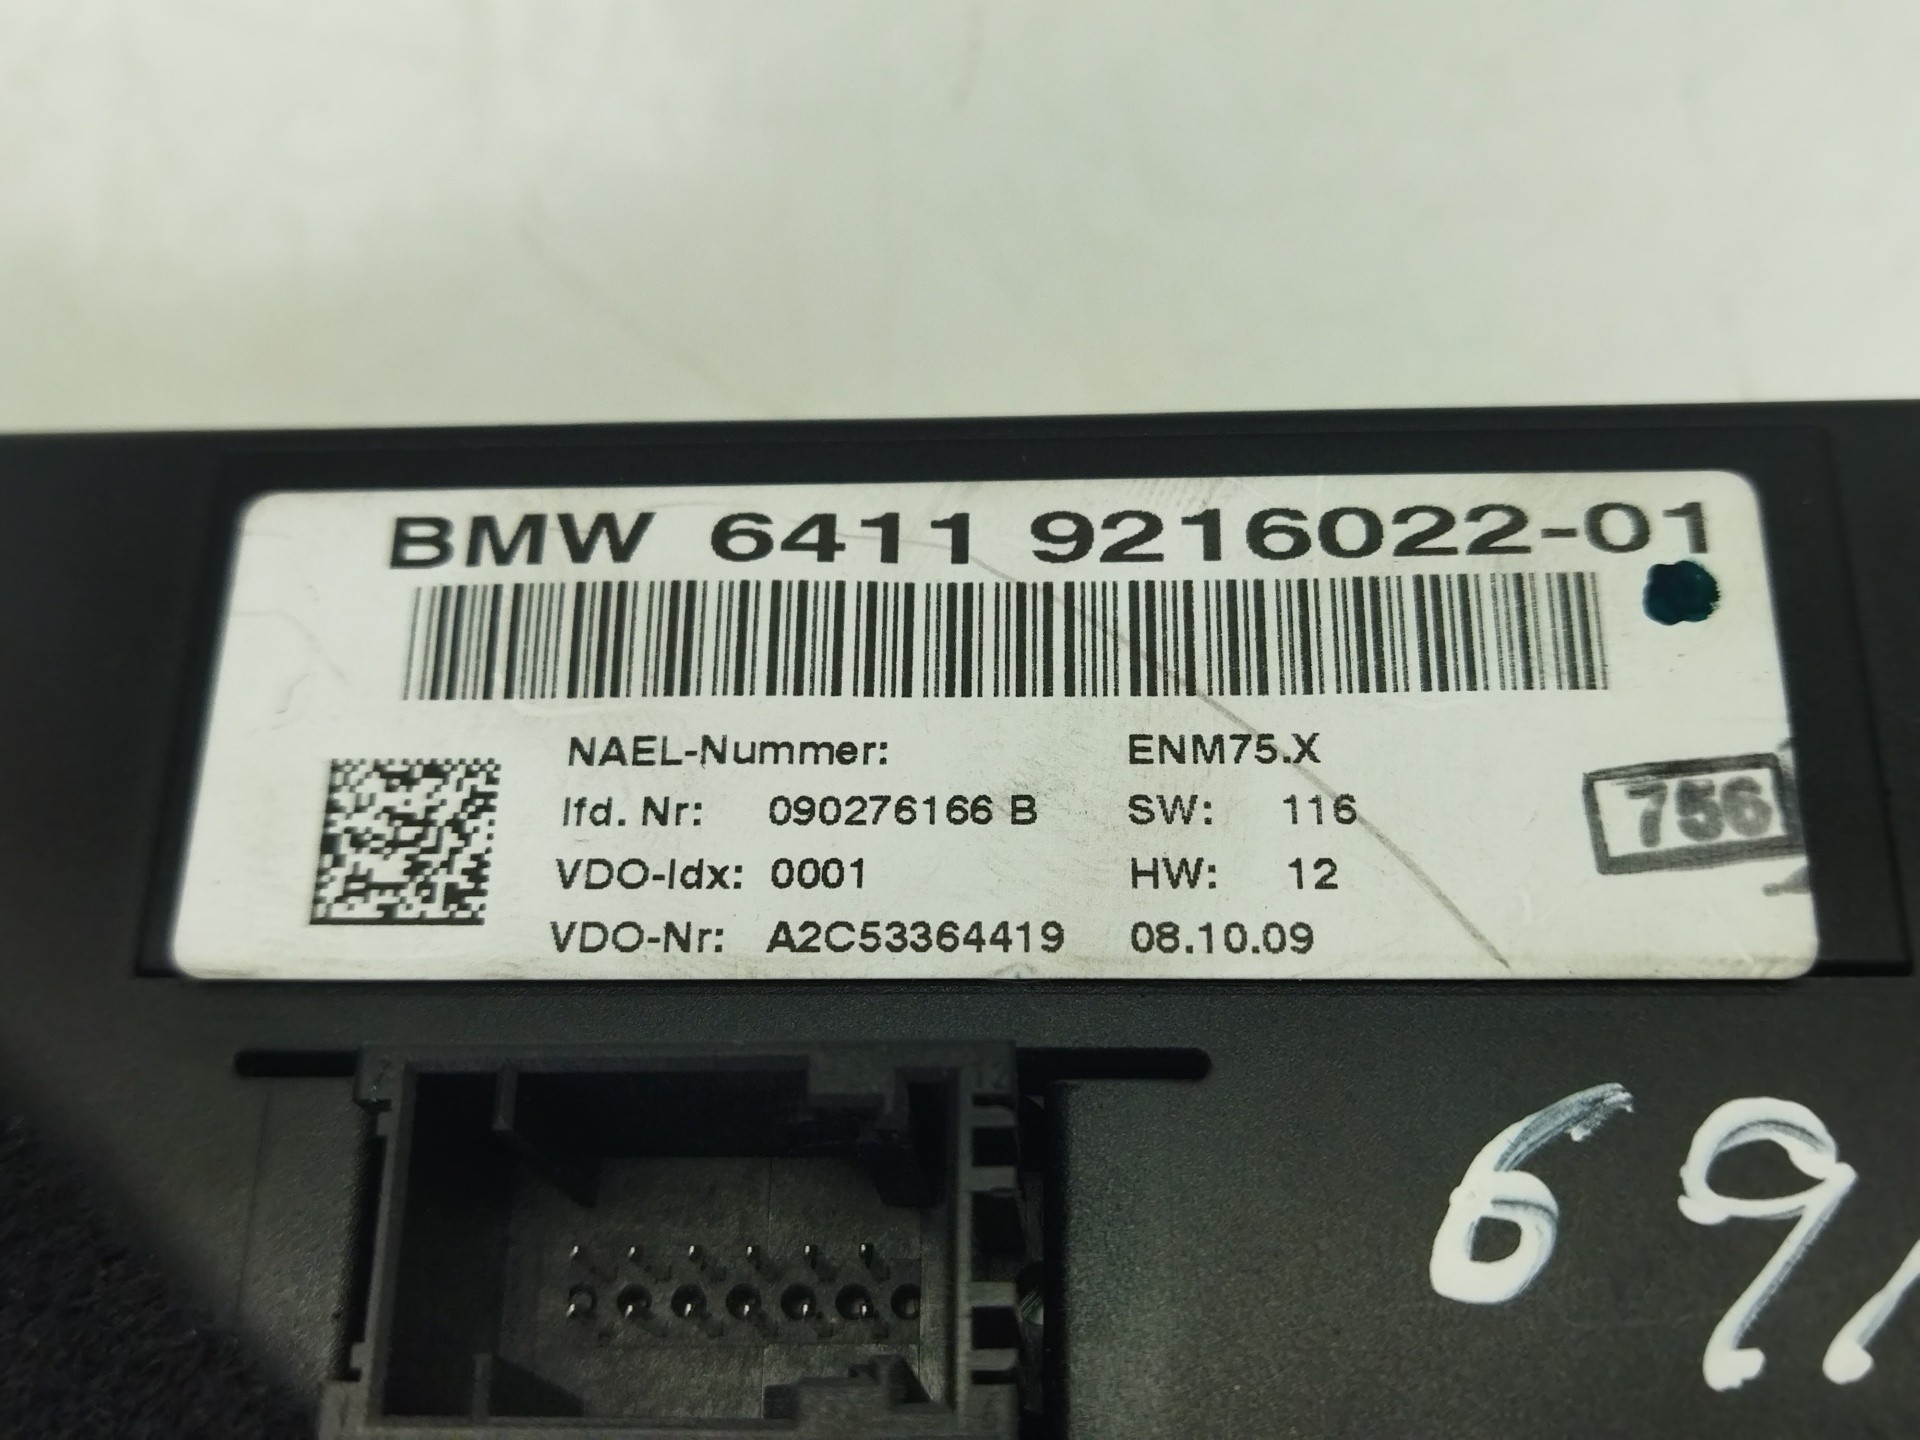 BMW 6411 9216022-01
NAEL-Nummer: ENM75.X
lfd. Nr: 090276166 B SW: 116
756
VDO-Idx: 0001 HW: 12
VDO-Nr: A2C53364419 08.10.09
691